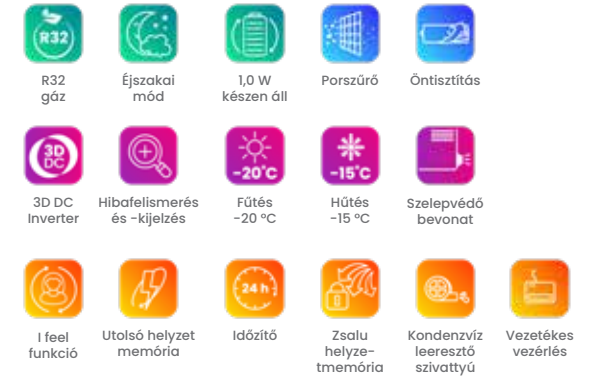 R32
R32
gáz
Éjszakai
mód
1,0 W
készen áll
Porszűrő
Öntisztítás
3D
DC
3D DC
Inverter
Hibafelismerés
és -kijelzés
-20°C
Fűtés
-20 °C
-15°C
Hűtés
-15 °C
Szelepvédő
bevonat
I feel
funkció
Utolsó helyzet
memória
24 h
Időzítő
Zsalu
helyze-
tmemória
Kondenzvíz
leeresztő
szivattyú
Vezetékes
vezérlés